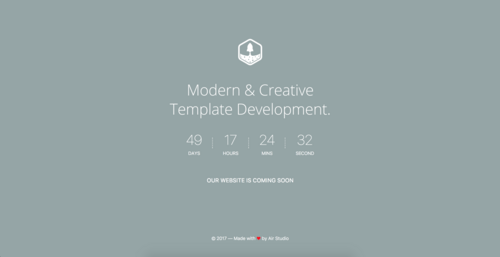 Modern & Creative
Template Development.
49 17 24 32
DAYS HOURS MINS SECOND
OUR WEBSITE IS COMING SOON
© 2017 — Made with ❤ by Art Studio